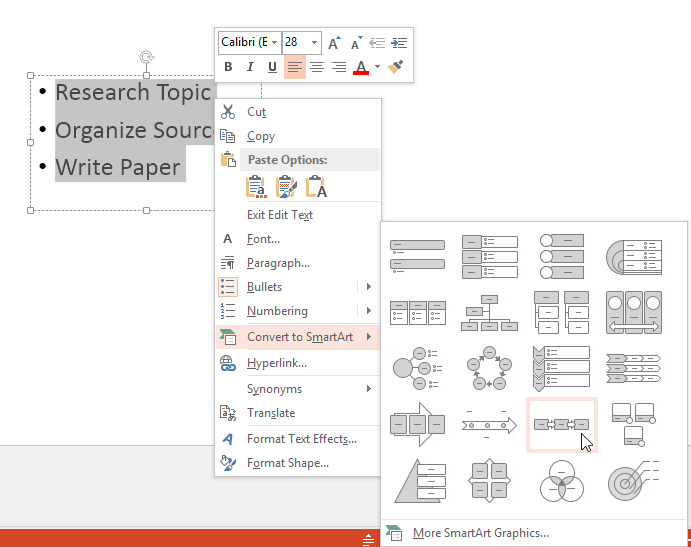 Calibri (E
28
B I U A
• Research Topic
• Organize Sourc
• Write Paper
Cut
Copy
Paste Options:
Exit Edit Text
Font...
Paragraph...
Bullets
Numbering
Convert to SmartArt
Hyperlink...
Synonyms
Translate
Format Text Effects...
Format Shape...
More SmartArt Graphics...